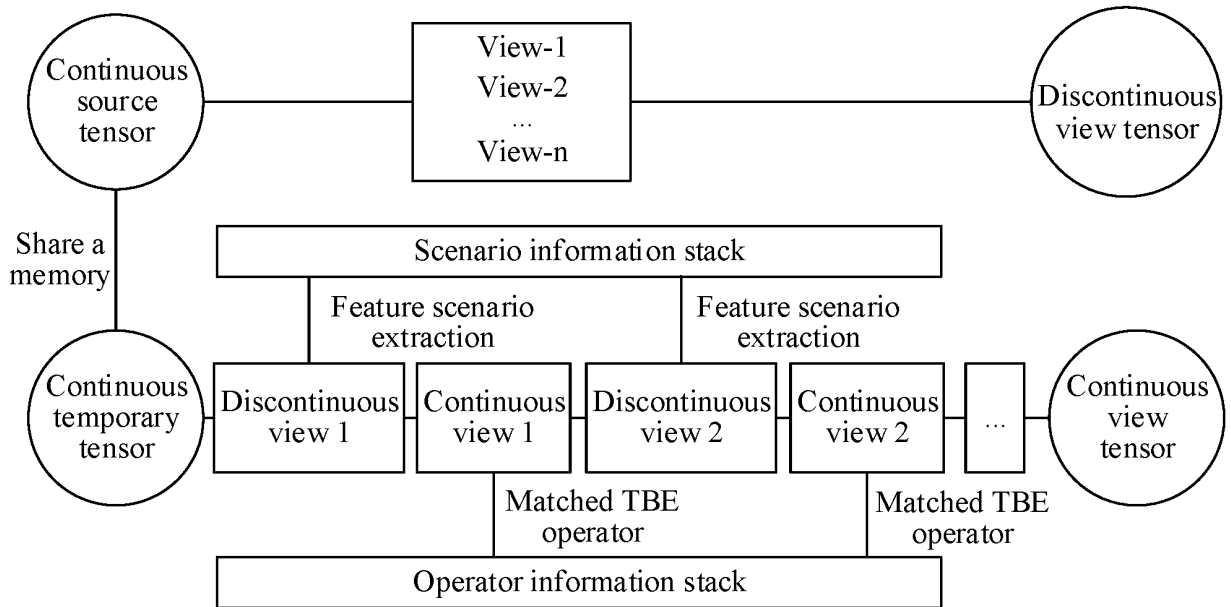 Continuous
source
tensor
View-1
View-2
...
View-n
Discontinuous
view tensor
Share a
memory
Scenario information stack
Feature scenario
extraction
Feature scenario
extraction
Continuous
temporary
tensor
Discontinuous
view 1
Continuous
view 1
Discontinuous
view 2
Continuous
view 2
...
Continuous
view
tensor
Matched TBE
operator
Matched TBE
operator
Operator information stack